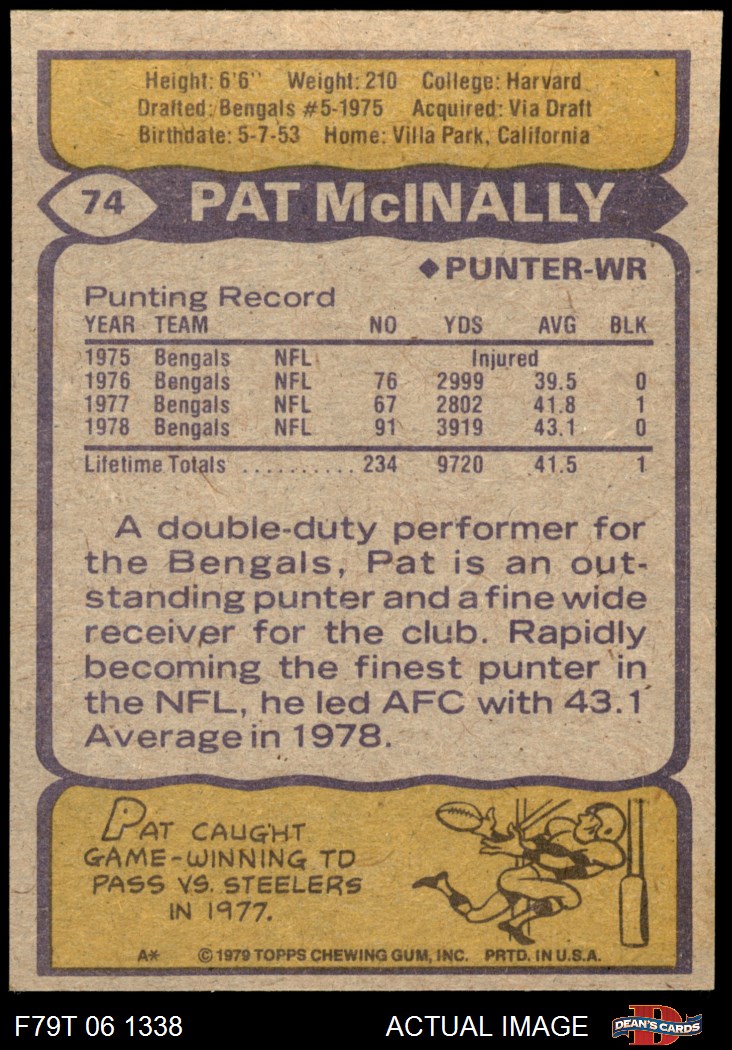 Height: 6'6" Weight: 210 College: Harvard
Drafted: Bengals #5-1975 Acquired: Via Draft
Birthdate: 5-7-53 Home: Villa Park, California
74 PAT McINALLY
◆PUNTER-WR
Punting Record
YEAR TEAM NO YDS AVG BLK
1975 Bengals NFL Injured
1976 Bengals NFL 76 2999 39.5 0
1977 Bengals NFL 67 2802 41.8 1
1978 Bengals NFL 91 3919 43.1 0
Lifetime Totals .......... 234 9720 41.5 1
A double-duty performer for
the Bengals, Pat is an out-
standing punter and a fine wide
receiver for the club. Rapidly
becoming the finest punter in
the NFL, he led AFC with 43.1
Average in 1978.
PAT CAUGHT
GAME-WINNING TD
PASS VS. STEELERS
IN 1977.
A* © 1979 TOPPS CHEWING GUM, INC. PRTD. IN U.S.A.
F79T 06 1338 ACTUAL IMAGE D DEAN'S CARDS